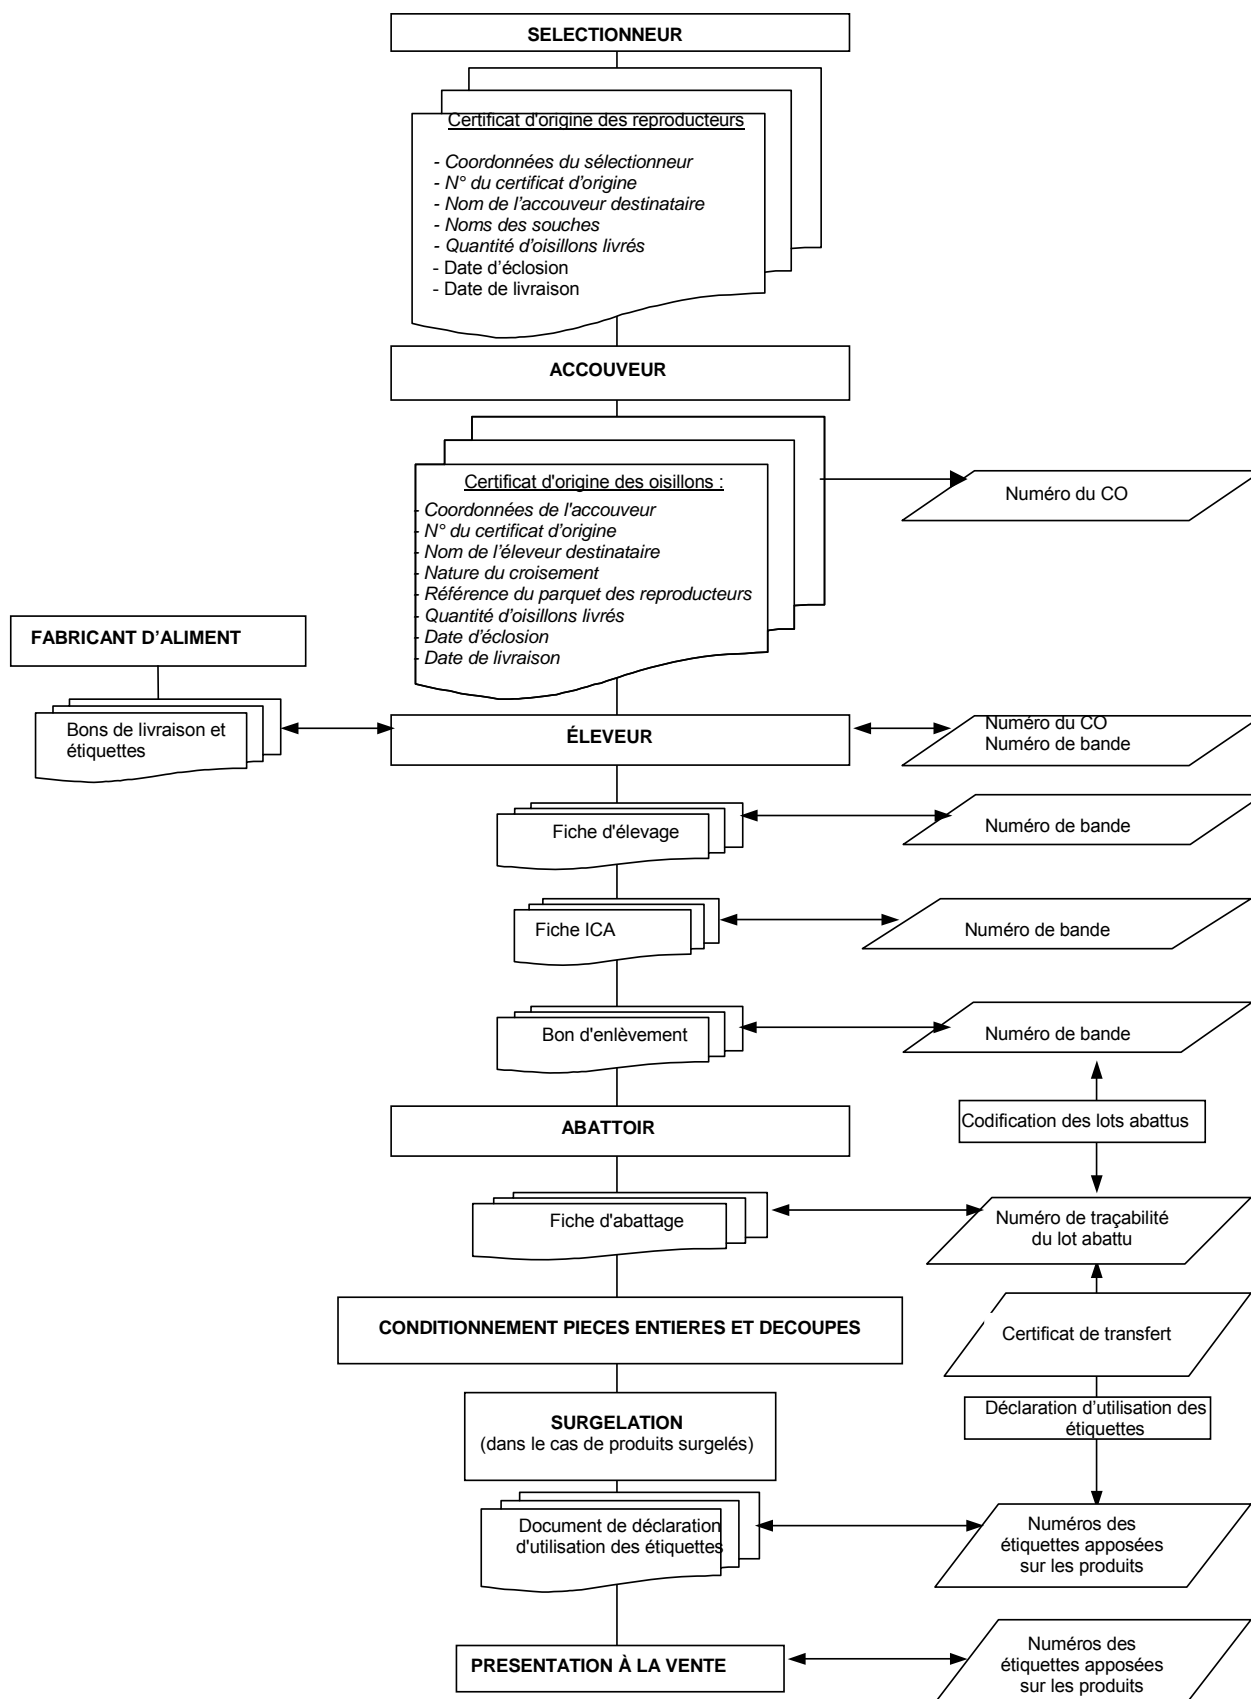 SELECTIONNEUR
Certificat d'origine des reproducteurs
- Coordonnées du sélectionneur
- N° du certificat d’origine
- Nom de l’accouveur destinataire
- Noms des souches
- Quantité d’oisillons livrés
- Date d’éclosion
- Date de livraison
ACCOUVEUR
Certificat d'origine des oisillons :
- Coordonnées de l'accouveur
- N° du certificat d’origine
- Nom de l’éleveur destinataire
- Nature du croisement
- Référence du parquet des reproducteurs
- Quantité d’oisillons livrés
- Date d’éclosion
- Date de livraison
Numéro du CO
FABRICANT D’ALIMENT
Bons de livraison et
étiquettes
ÉLEVEUR
Numéro du CO
Numéro de bande
Fiche d'élevage
Numéro de bande
Fiche ICA
Numéro de bande
Bon d'enlèvement
Numéro de bande
Codification des lots abattus
ABATTOIR
Fiche d'abattage
Numéro de traçabilité
du lot abattu
CONDITIONNEMENT PIECES ENTIERES ET DECOUPES
Certificat de transfert
SURGELATION
(dans le cas de produits surgelés)
Déclaration d’utilisation des
étiquettes
Document de déclaration
d'utilisation des étiquettes
Numéros des
étiquettes apposées
sur les produits
PRESENTATION À LA VENTE
Numéros des
étiquettes apposées
sur les produits